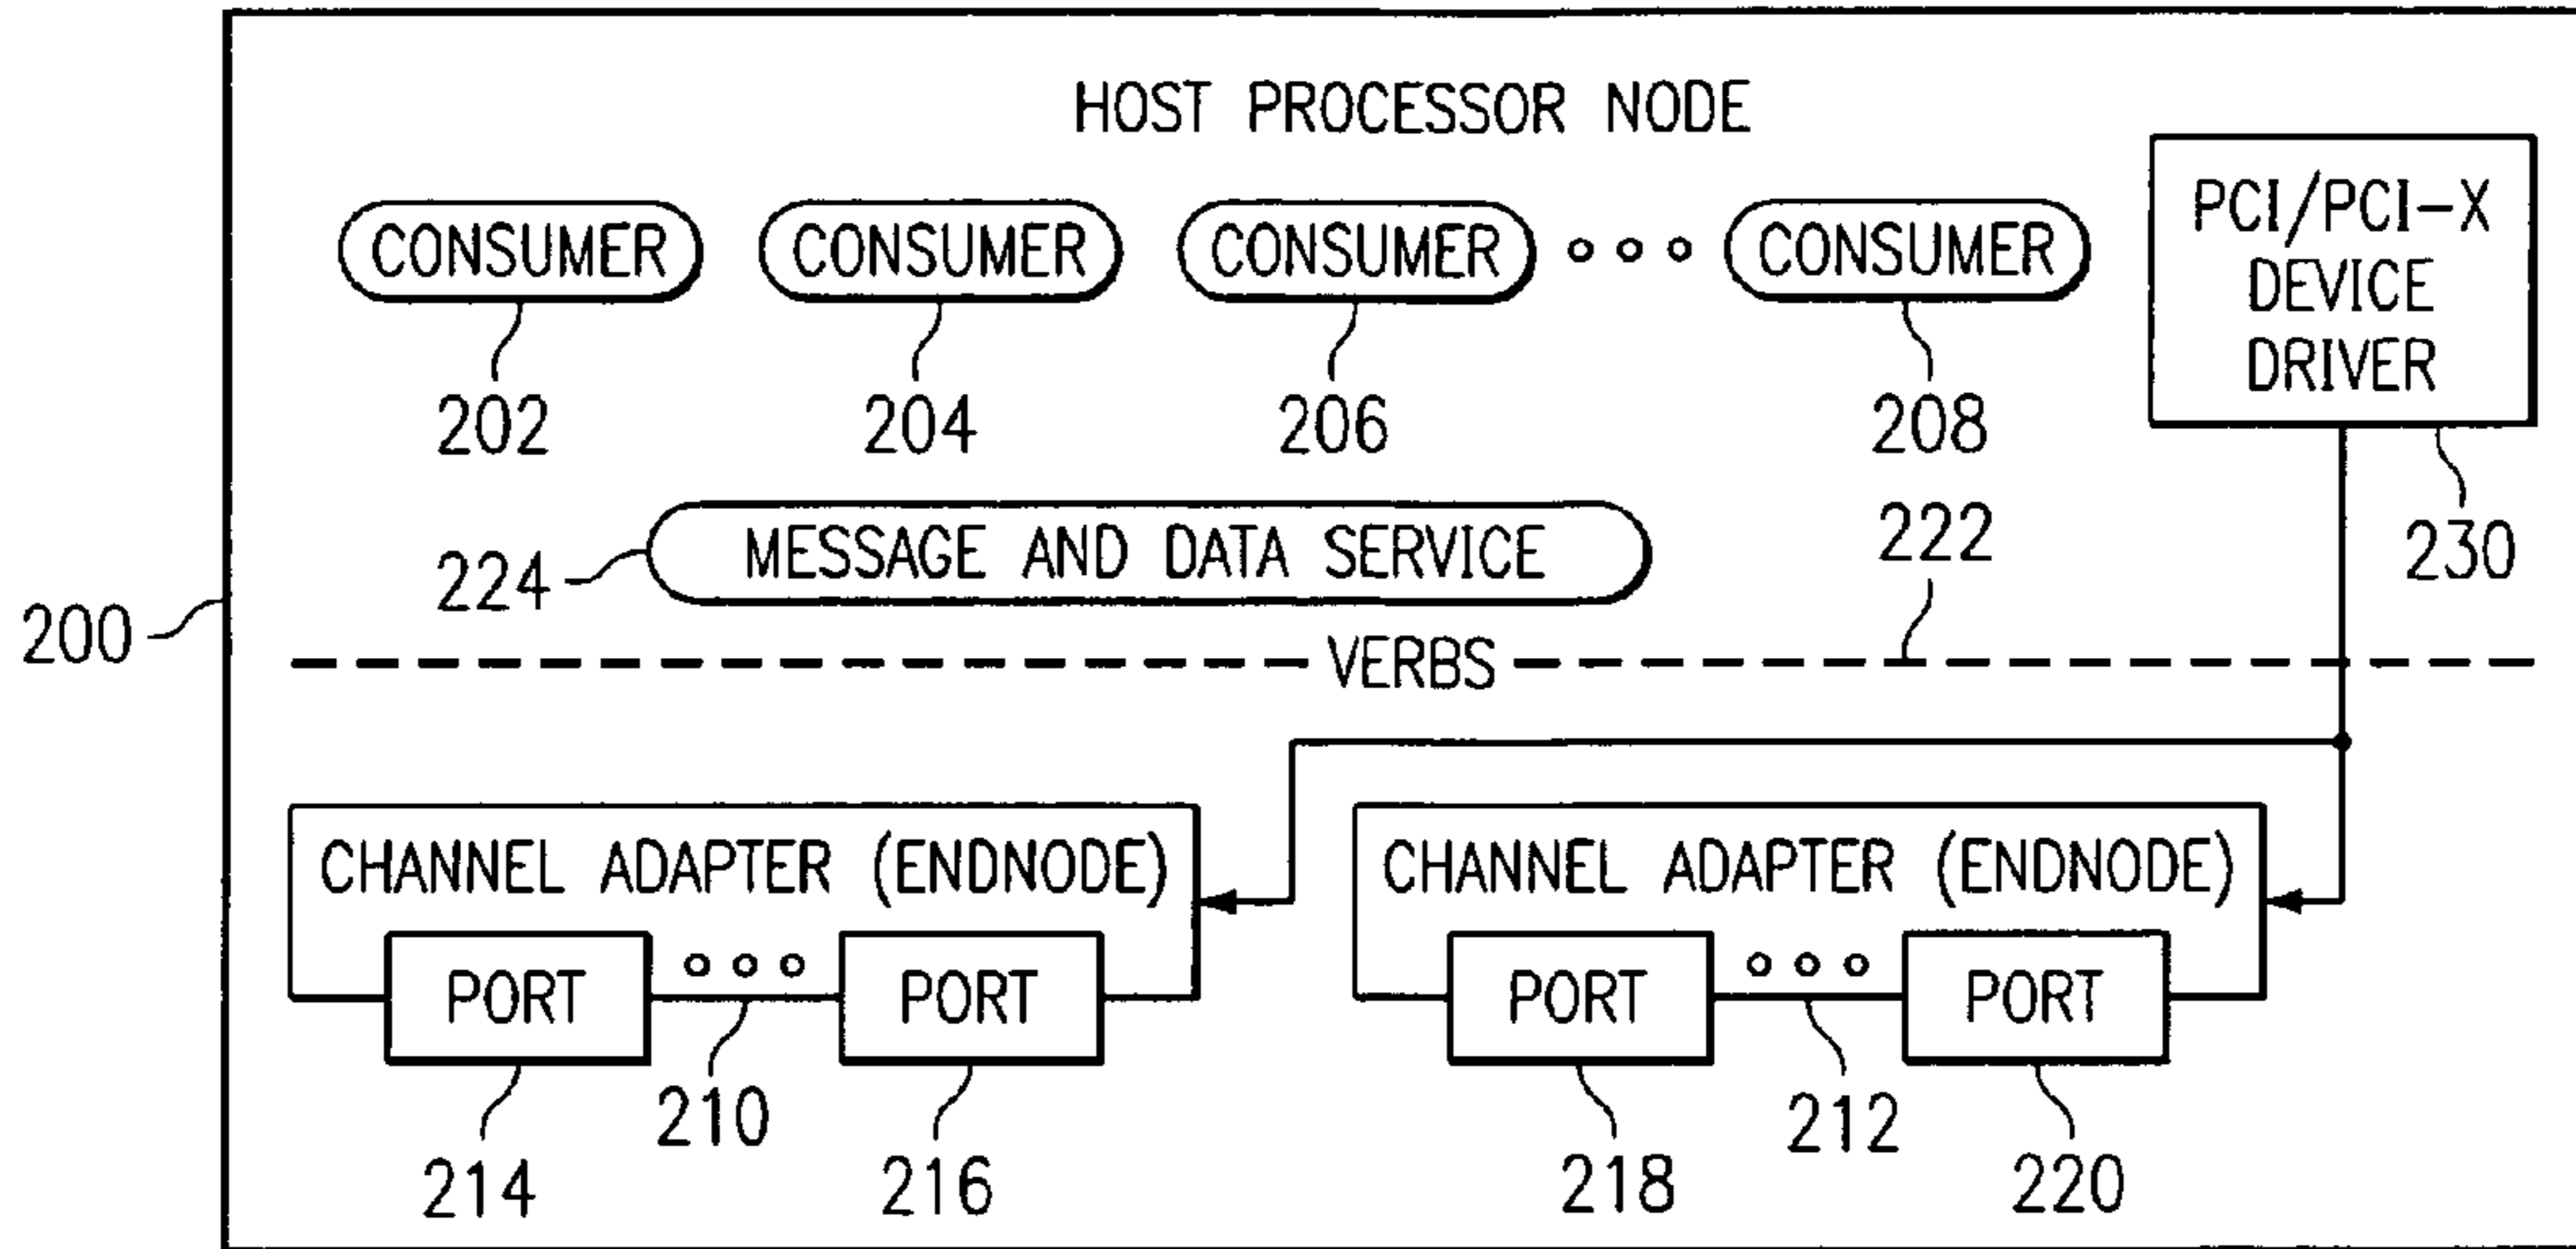 HOST PROCESSOR NODE
PCI/PCI-X
DEVICE
DRIVER
CONSUMER
CONSUMER
CONSUMER
CONSUMER
202
204
206
208
230
222
224
MESSAGE AND DATA SERVICE
200
VERBS
CHANNEL ADAPTER (ENDNODE)
PORT
PORT
210
214
216
CHANNEL ADAPTER (ENDNODE)
PORT
PORT
212
218
220